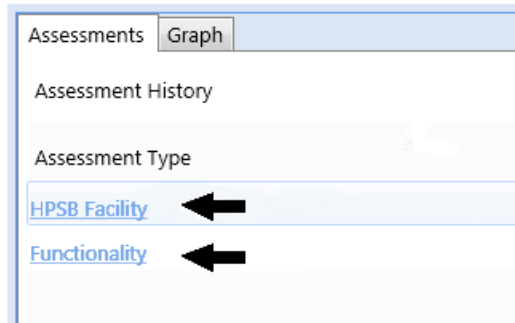 Assessments Graph
Assessment History
Assessment Type
HPSB Facility
Functionality